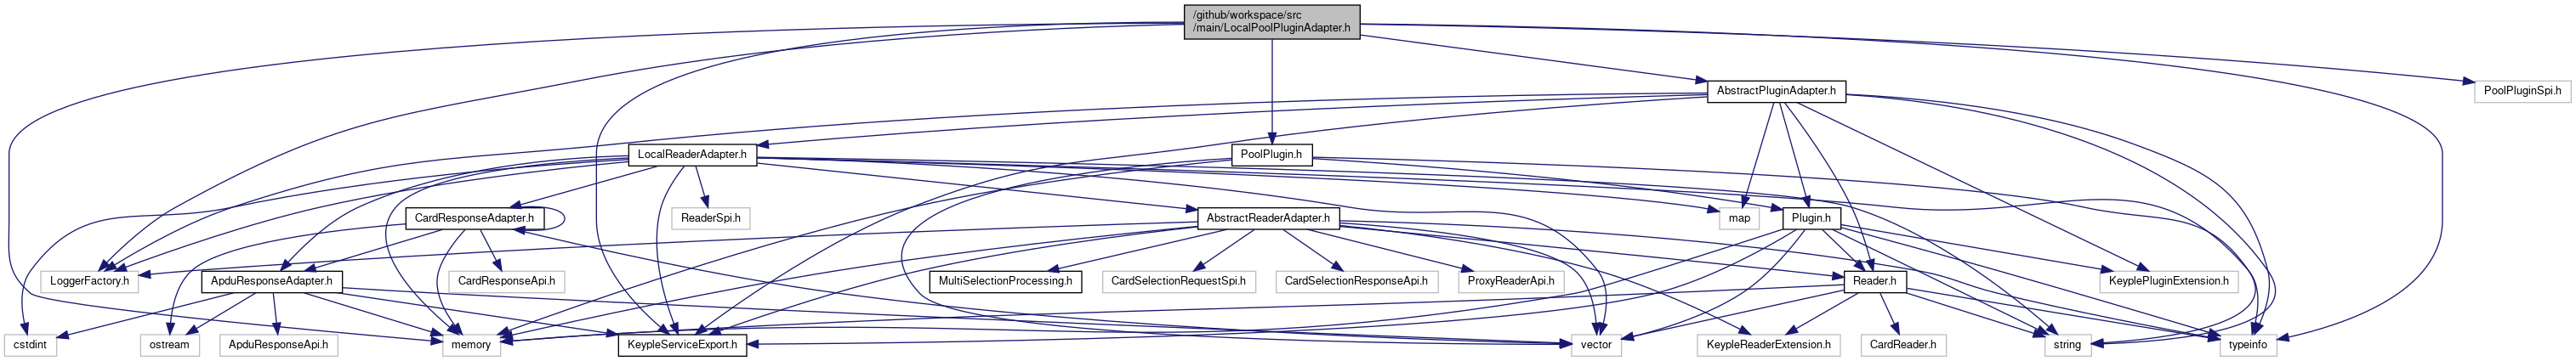 /github/workspace/src
/main/LocalPoolPluginAdapter.h
AbstractPluginAdapter.h
PoolPluginSpi.h
LocalReaderAdapter.h
PoolPlugin.h
CardResponseAdapter.h
ReaderSpi.h
AbstractReaderAdapter.h
map
Plugin.h
LoggerFactory.h
ApduResponseAdapter.h
CardResponseApi.h
MultiSelectionProcessing.h
CardSelectionRequestSpi.h
CardSelectionResponseApi.h
ProxyReaderApi.h
Reader.h
KeyplePluginExtension.h
cstdint
ostream
ApduResponseApi.h
memory
KeypleServiceExport.h
vector
KeypleReaderExtension.h
CardReader.h
string
typeinfo